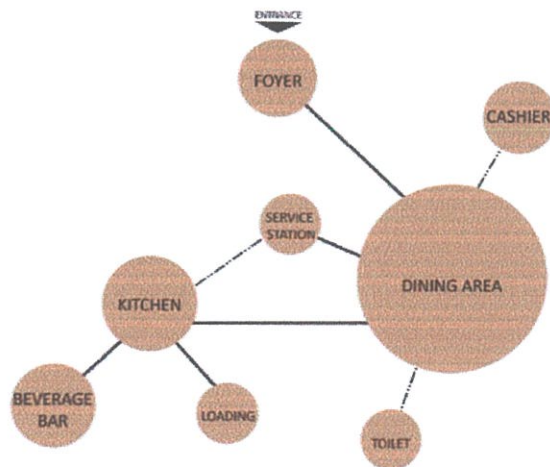 ENTRANCE
FOYER
CASHIER
SERVICE
STATION
DINING AREA
KITCHEN
BEVERAGE
BAR
LOADING
TOILET